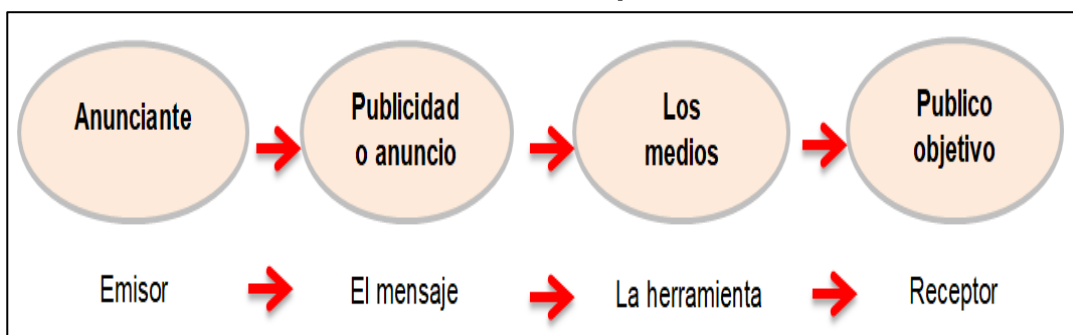 Anunciante
Publicidad
o anuncio
Los
medios
Publico
objetivo
Emisor
El mensaje
La herramienta
Receptor